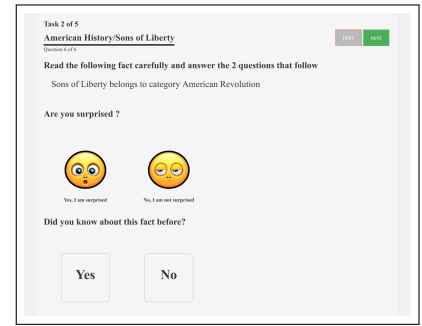 Task 2 of 5
American History/Sons of Liberty
prev next
Question 6 of 6
Read the following fact carefully and answer the 2 questions that follow
Sons of Liberty belongs to category American Revolution
Are you surprised ?
Yes, I am surprised No, I am not surprised
Did you know about this fact before?
Yes No